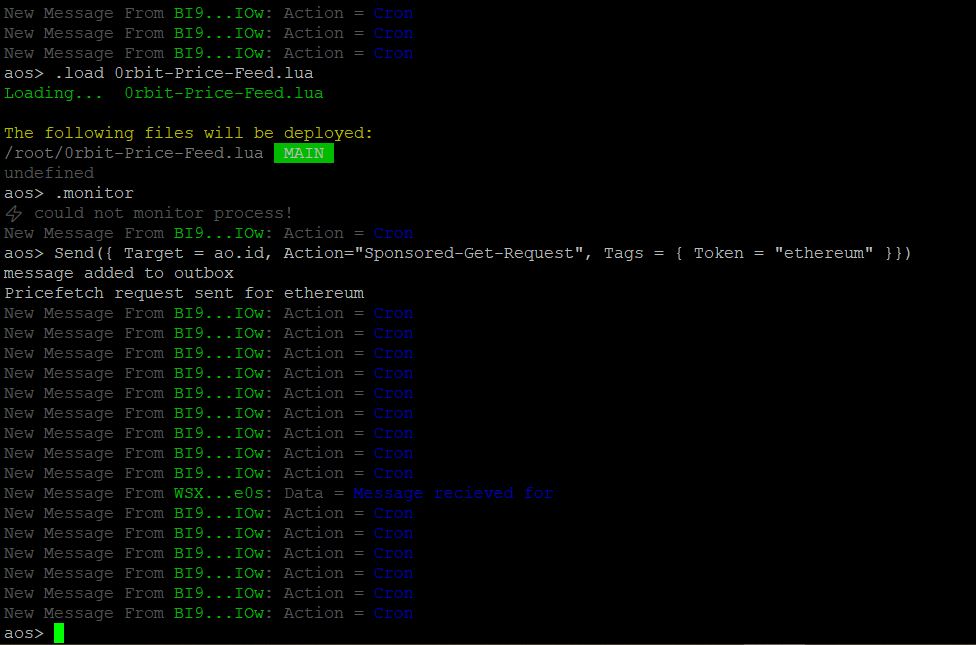 New Message From BI9...IOw: Action = Cron
New Message From BI9...IOw: Action = Cron
New Message From BI9...IOw: Action = Cron
aos> .load 0rbit-Price-Feed.lua
Loading...  0rbit-Price-Feed.lua
The following files will be deployed:
/root/0rbit-Price-Feed.lua MAIN
undefined
aos> .monitor
⚡ could not monitor process!
New Message From BI9...IOw: Action = Cron
aos> Send({ Target = ao.id, Action="Sponsored-Get-Request", Tags = { Token = "ethereum" }})
message added to outbox
Pricefetch request sent for ethereum
New Message From BI9...IOw: Action = Cron
New Message From BI9...IOw: Action = Cron
New Message From BI9...IOw: Action = Cron
New Message From BI9...IOw: Action = Cron
New Message From BI9...IOw: Action = Cron
New Message From BI9...IOw: Action = Cron
New Message From BI9...IOw: Action = Cron
New Message From BI9...IOw: Action = Cron
New Message From BI9...IOw: Action = Cron
New Message From WSX...e0s: Data = Message recieved for
New Message From BI9...IOw: Action = Cron
New Message From BI9...IOw: Action = Cron
New Message From BI9...IOw: Action = Cron
New Message From BI9...IOw: Action = Cron
New Message From BI9...IOw: Action = Cron
New Message From BI9...IOw: Action = Cron
aos>